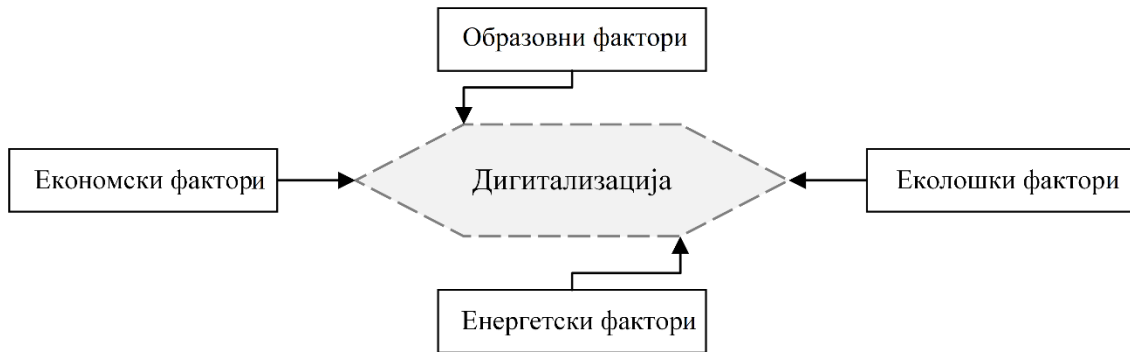 Образовни фактори
Економски фактори
Дигитализација
Еколошки фактори
Енергетски фактори